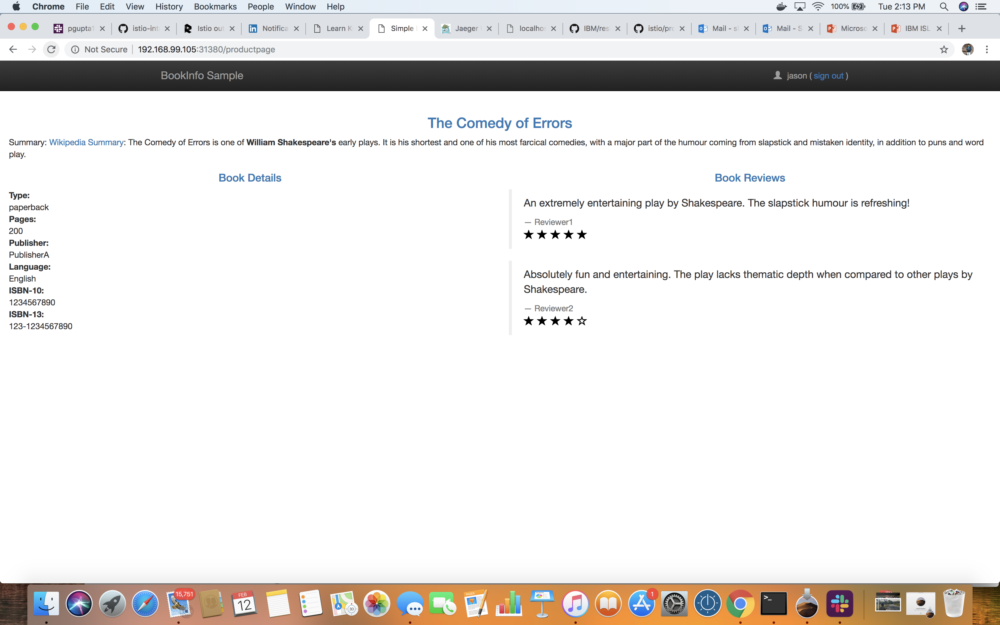 Chrome File Edit View History Bookmarks People Window Help 100% Tue 2:13 PM
pgupta1 istio-int Istio out Notifica Learn K Simple Jaeger localhos IBM/res istio/pro Mail - s Mail - S Microso IBM ISL
Not Secure 192.168.99.105:31380/productpage
BookInfo Sample jason ( sign out )
The Comedy of Errors
Summary: Wikipedia Summary: The Comedy of Errors is one of William Shakespeare's early plays. It is his shortest and one of his most farcical comedies, with a major part of the humour coming from slapstick and mistaken identity, in addition to puns and word
play.
Book Details
Type:
paperback
Pages:
200
Publisher:
PublisherA
Language:
English
ISBN-10:
1234567890
ISBN-13:
123-1234567890
Book Reviews
An extremely entertaining play by Shakespeare. The slapstick humour is refreshing!
— Reviewer1
Absolutely fun and entertaining. The play lacks thematic depth when compared to other plays by
Shakespeare.
— Reviewer2
15,751
FEB
12
3D
PAGES
1